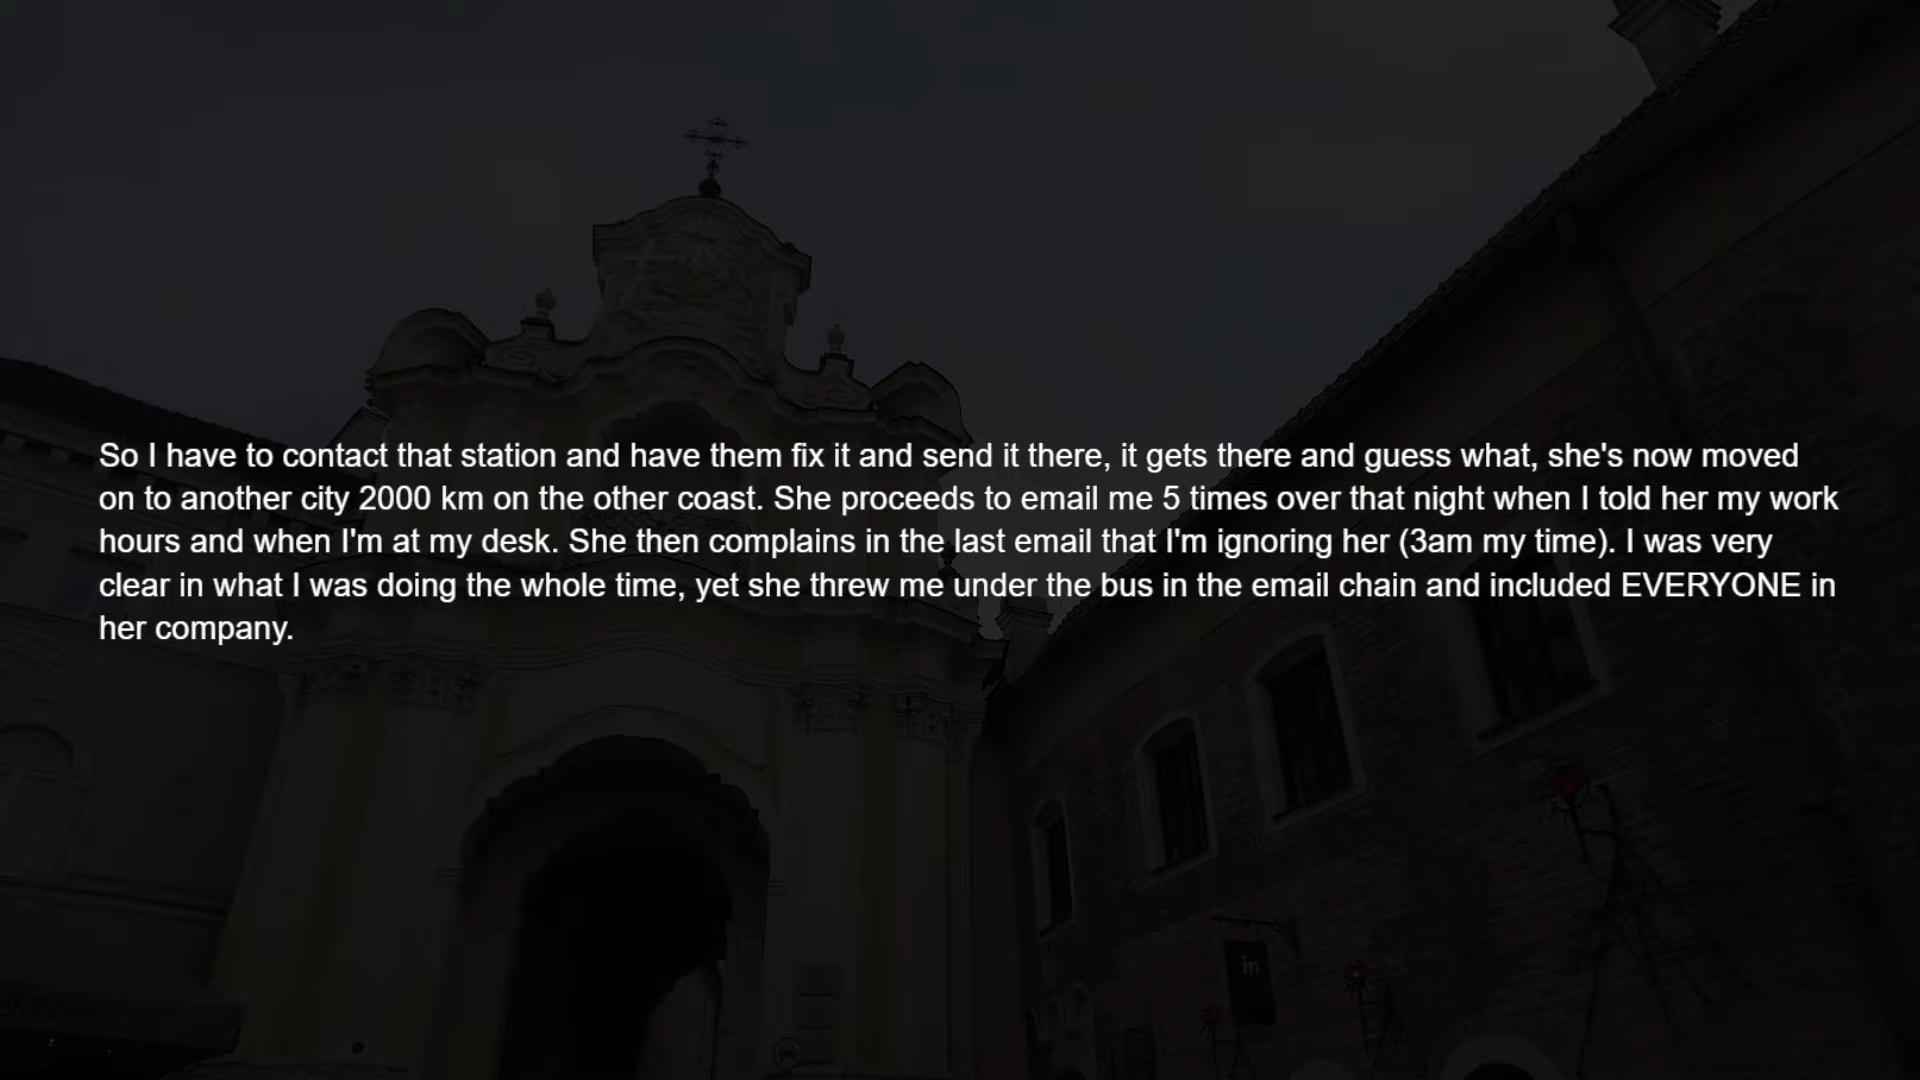 So I have to contact that station and have them fix it and send it there, it gets there and guess what, she's now moved
on to another city 2000 km on the other coast. She proceeds to email me 5 times over that night when I told her my work
hours and when I'm at my desk. She then complains in the last email that I'm ignoring her (3am my time). I was very
clear in what I was doing the whole time, yet she threw me under the bus in the email chain and included EVERYONE in
her company.
in.